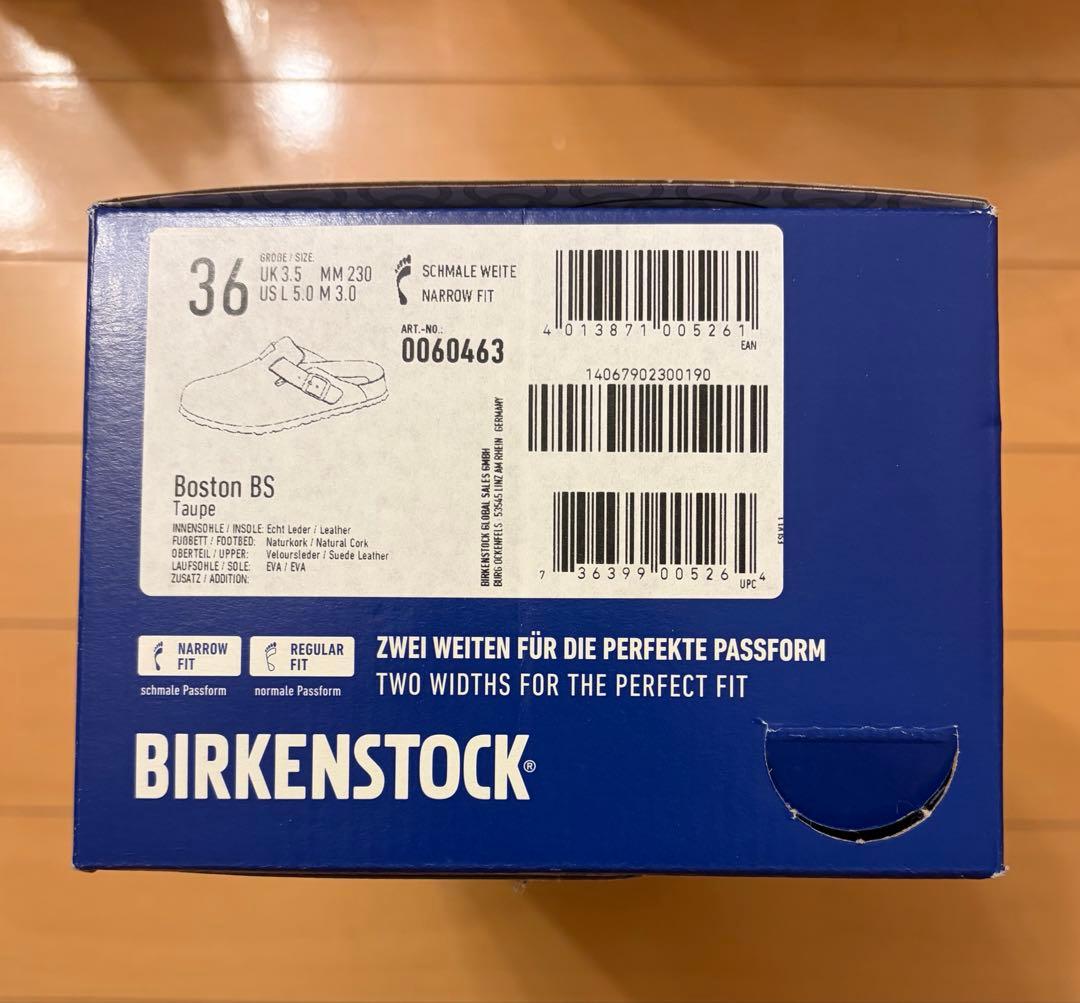 36
GRÖBE / SIZE:
UK 3.5 MM 230
US L 5.0 M 3.0
SCHMALE WEITE
NARROW FIT
ART.-NO.:
0060463
4 013871 005261
EAN
14067902300190
7 36399 00526 4
UPC
BIRKENSTOCK GLOBAL SALES GMBH
BURG OCKENFELS · 53545 LINZ AM RHEIN GERMANY
Boston BS
Taupe
INNENSOHLE / INSOLE: Echt Leder / Leather
FUßBETT / FOOTBED: Naturkork / Natural Cork
OBERTEIL / UPPER: Veloursleder / Suede Leather
LAUFSOHLE / SOLE: EVA / EVA
ZUSATZ / ADDITION:
NARROW FIT
schmale Passform
REGULAR FIT
normale Passform
ZWEI WEITEN FÜR DIE PERFEKTE PASSFORM
TWO WIDTHS FOR THE PERFECT FIT
BIRKENSTOCK®